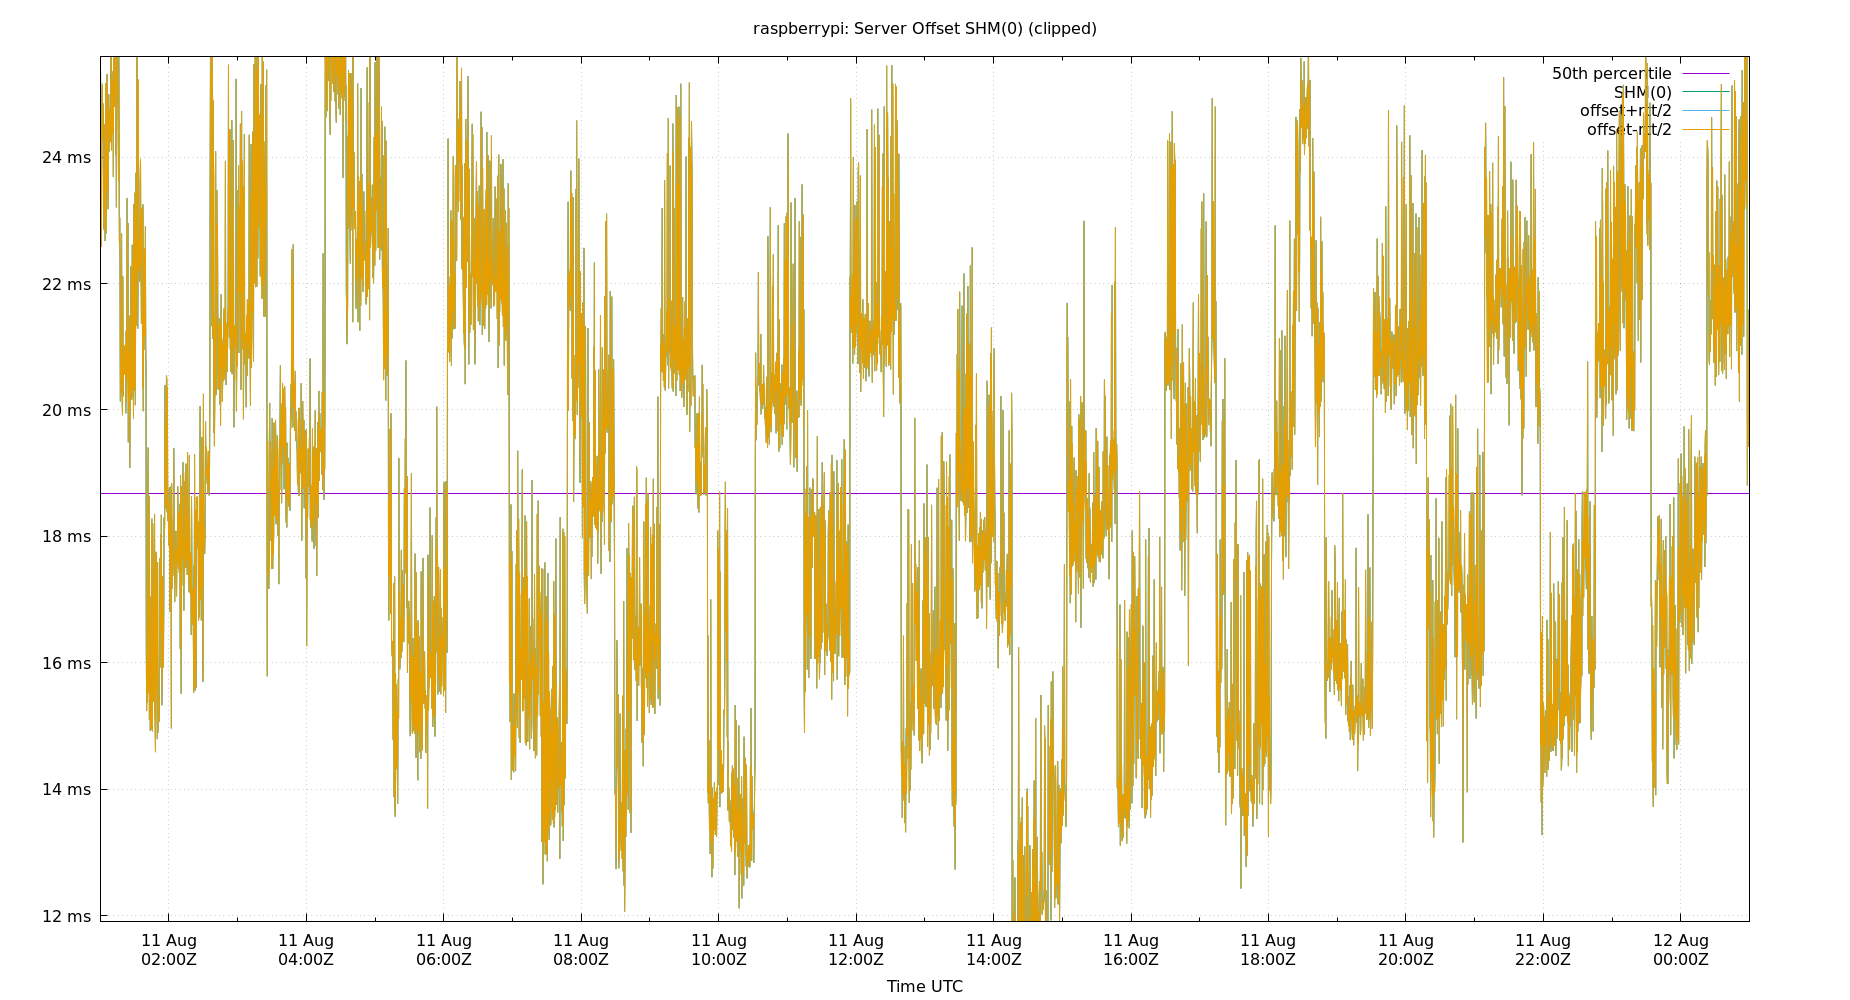 raspberrypi: Server Offset SHM(0) (clipped)
50th percentile
SHM(0)
offset+rtt/2
offset-rtt/2
24 ms
22 ms
20 ms
18 ms
16 ms
14 ms
12 ms
11 Aug 11 Aug 11 Aug 11 Aug 11 Aug 11 Aug 11 Aug 11 Aug 11 Aug 11 Aug 11 Aug 12 Aug
02:00Z 04:00Z 06:00Z 08:00Z 10:00Z 12:00Z 14:00Z 16:00Z 18:00Z 20:00Z 22:00Z 00:00Z
Time UTC